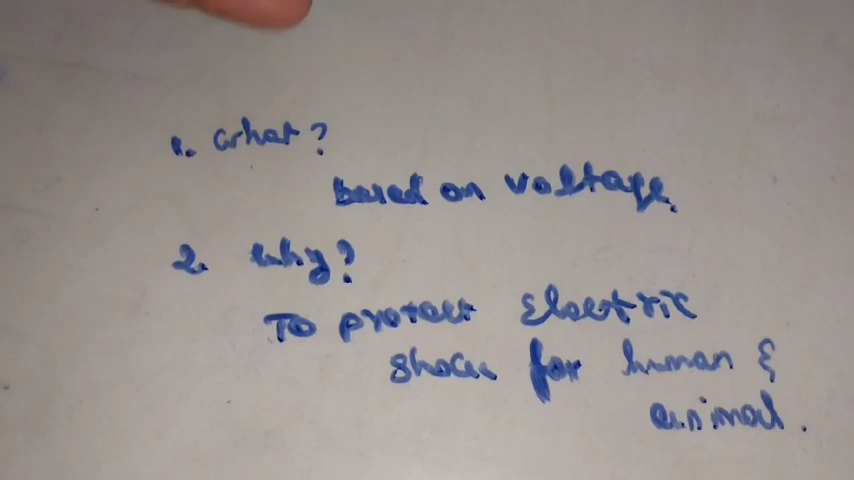 1. what?
based on voltage.
2. why?
To protect Electric
shock for human &
animal.